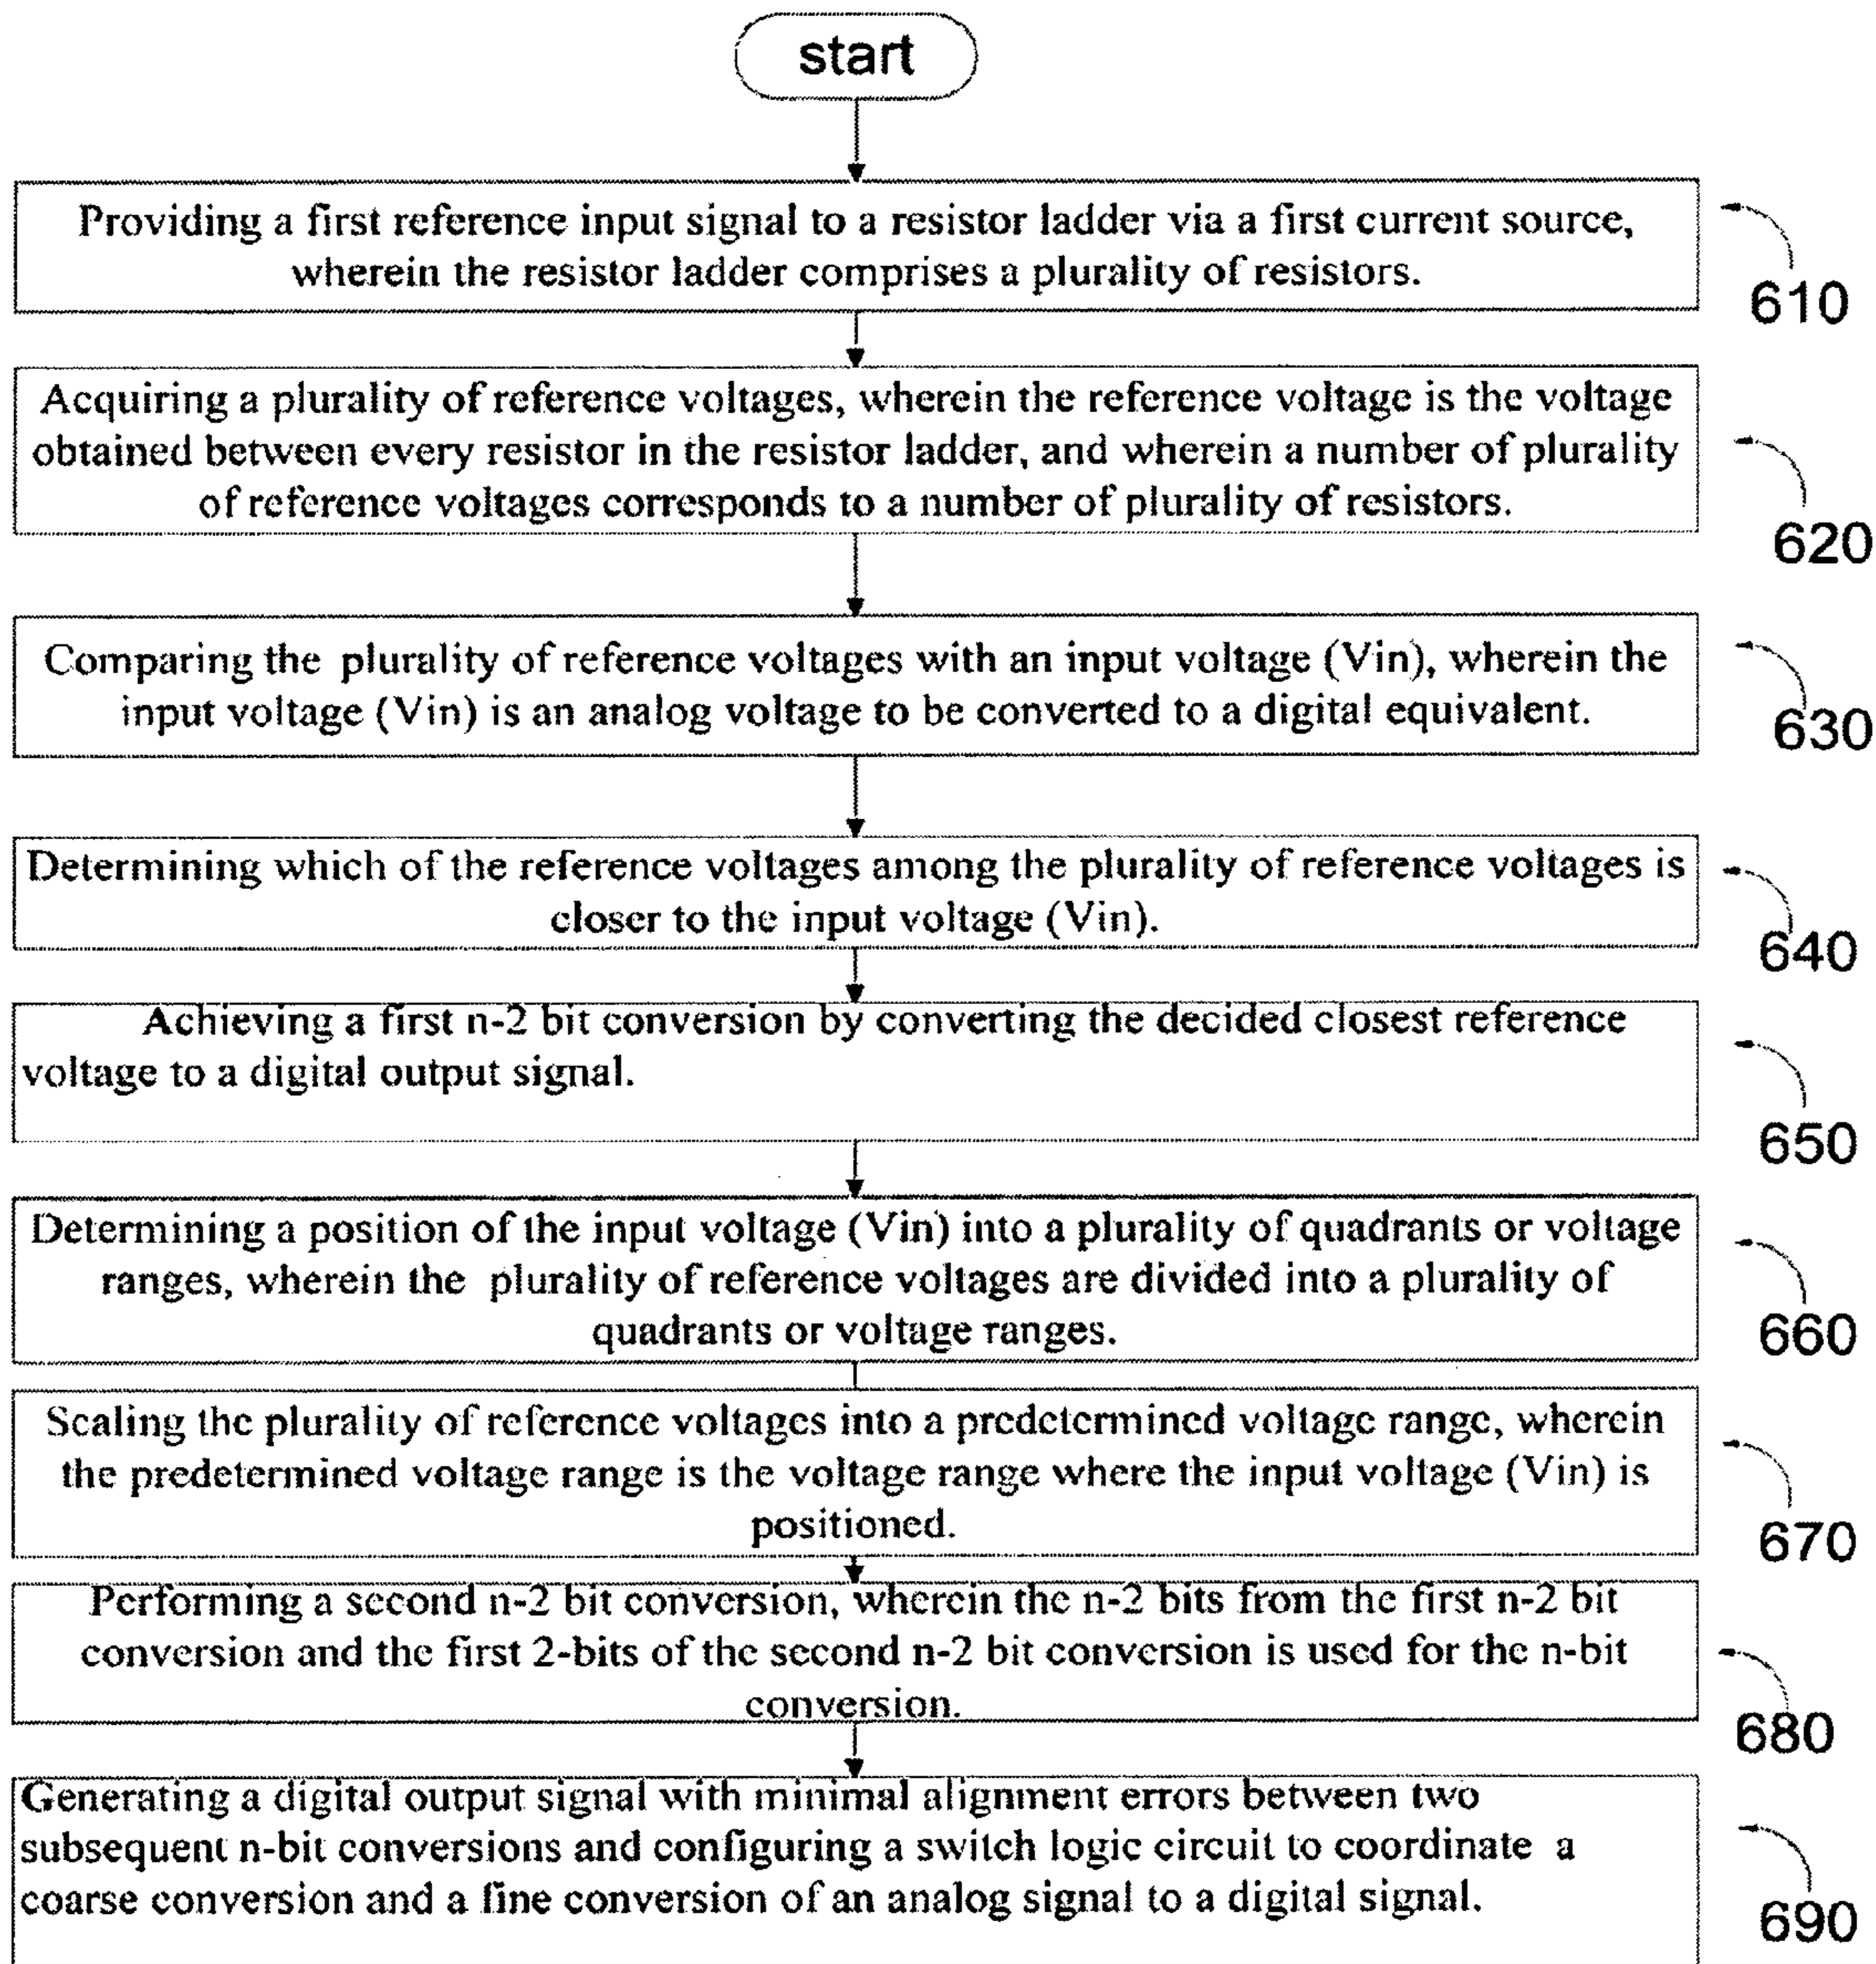 start
Providing a first reference input signal to a resistor ladder via a first current source,
wherein the resistor ladder comprises a plurality of resistors.
610
Acquiring a plurality of reference voltages, wherein the reference voltage is the voltage
obtained between every resistor in the resistor ladder, and wherein a number of plurality
of reference voltages corresponds to a number of plurality of resistors.
620
Comparing the plurality of reference voltages with an input voltage (Vin), wherein the
input voltage (Vin) is an analog voltage to be converted to a digital equivalent.
630
Determining which of the reference voltages among the plurality of reference voltages is
closer to the input voltage (Vin).
640
Achieving a first n-2 bit conversion by converting the decided closest reference
voltage to a digital output signal.
650
Determining a position of the input voltage (Vin) into a plurality of quadrants or voltage
ranges, wherein the plurality of reference voltages are divided into a plurality of
quadrants or voltage ranges.
660
Scaling the plurality of reference voltages into a predetermined voltage range, wherein
the predetermined voltage range is the voltage range where the input voltage (Vin) is
positioned.
670
Performing a second n-2 bit conversion, wherein the n-2 bits from the first n-2 bit
conversion and the first 2-bits of the second n-2 bit conversion is used for the n-bit
conversion.
680
Generating a digital output signal with minimal alignment errors between two
subsequent n-bit conversions and configuring a switch logic circuit to coordinate a
coarse conversion and a fine conversion of an analog signal to a digital signal.
690